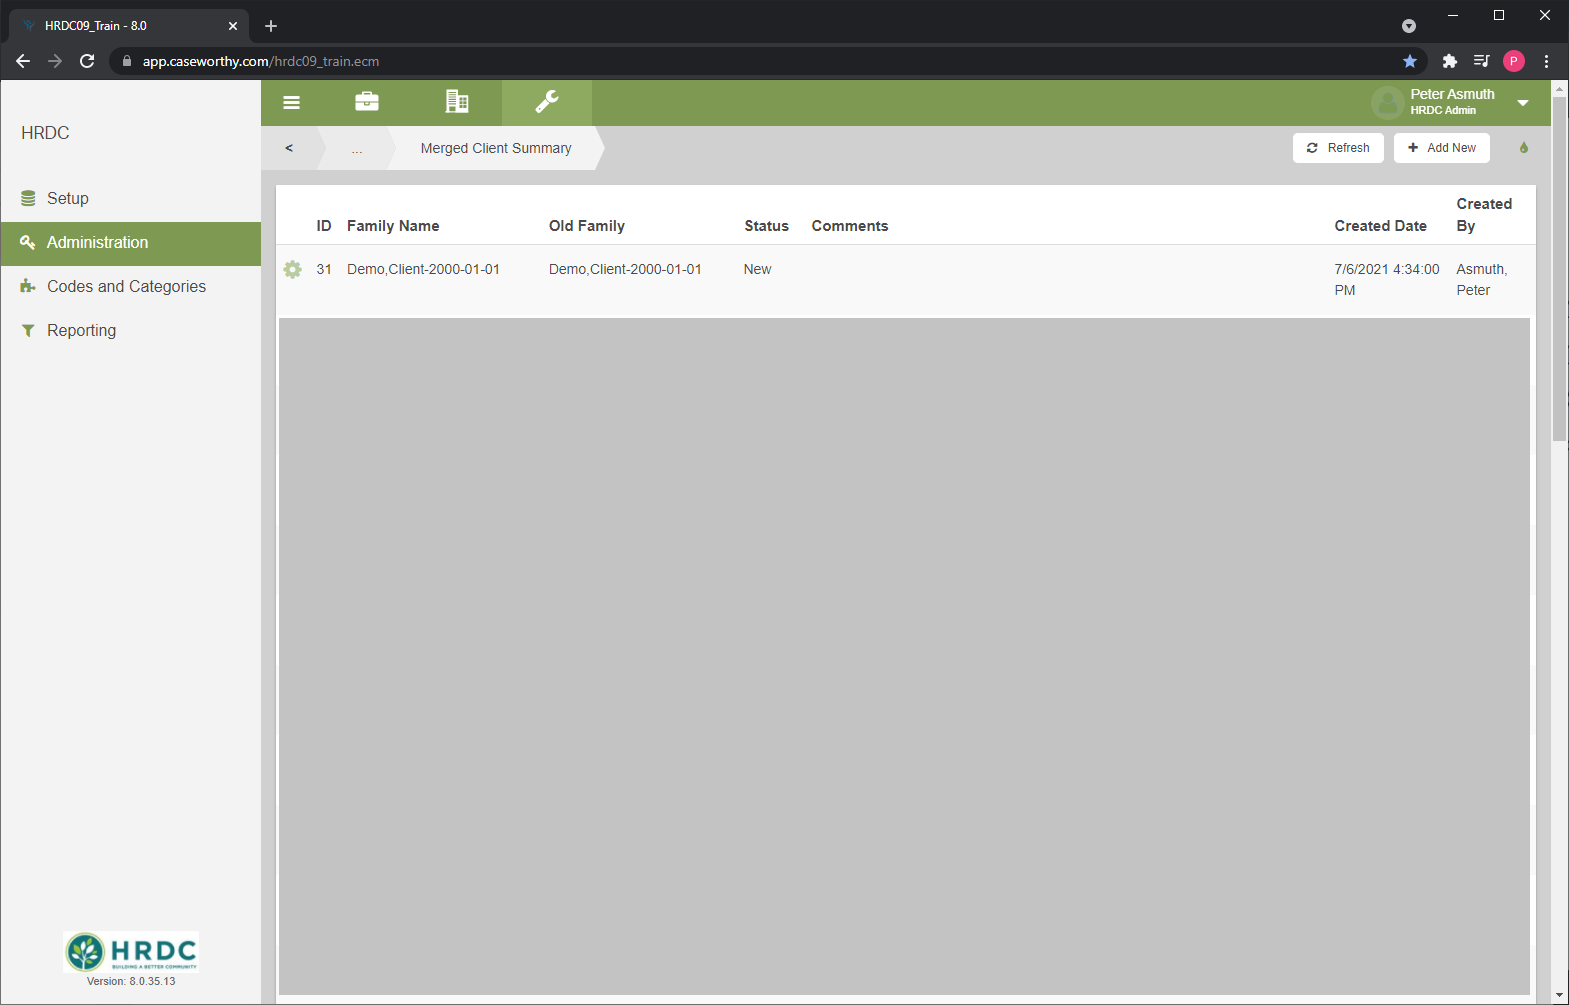 HRDC09_Train - 8.0
app.caseworthy.com/hrdc09_train.ecm
P
HRDC
Peter Asmuth
HRDC Admin
< ... Merged Client Summary
Refresh
Add New
Setup
Administration
Codes and Categories
Reporting
ID Family Name Old Family Status Comments Created Date Created By
31 Demo,Client-2000-01-01 Demo,Client-2000-01-01 New 7/6/2021 4:34:00 PM Asmuth, Peter
HRDC
BUILDING A BETTER COMMUNITY
Version: 8.0.35.13